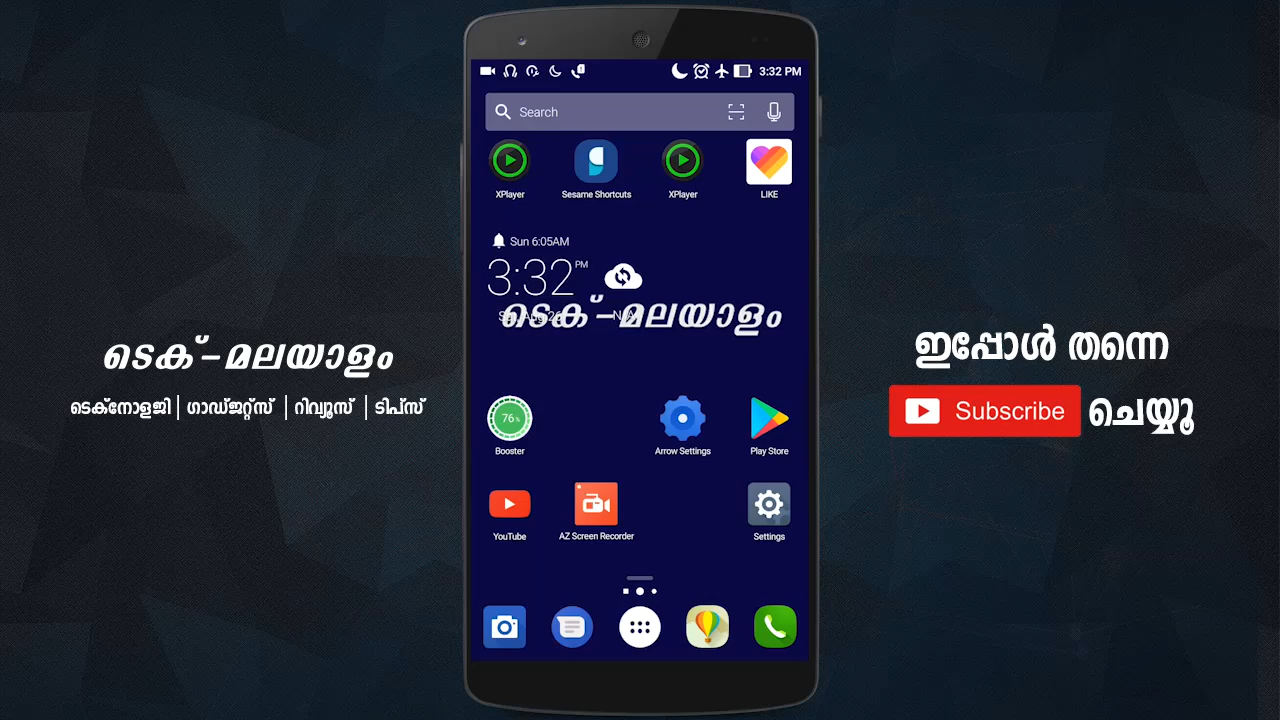 3:32 PM
Search
XPlayer
Sesame Shortcuts
XPlayer
LIKE
Sun 6:05AM
3:32 PM
ടെക്-മലയാളം
ടെക്-മലയാളം
ടെക്നോളജി | ഗാഡ്ജറ്റ്സ് | റിവ്യൂസ് | ടിപ്സ്
ഇപ്പോൾ തന്നെ
Subscribe ചെയ്യൂ
76%
Booster
Arrow Settings
Play Store
YouTube
AZ Screen Recorder
Settings